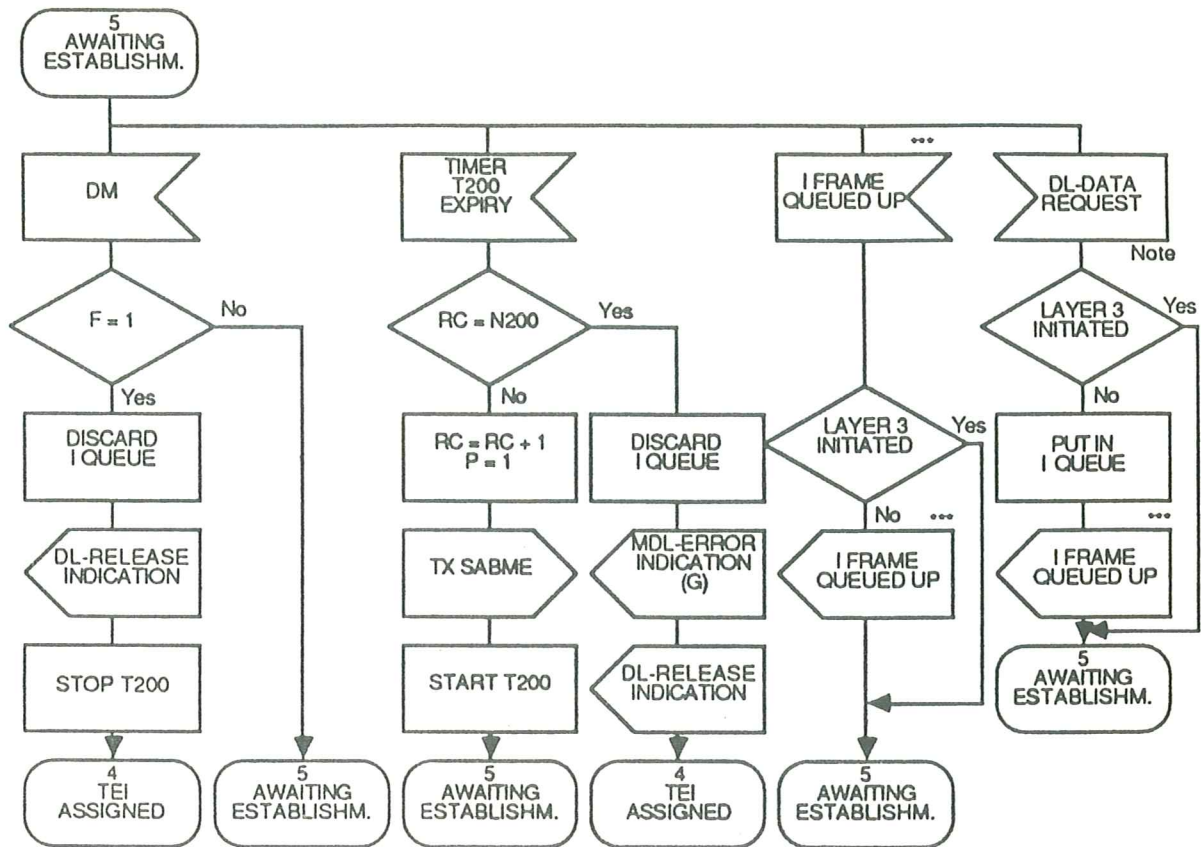 5
AWAITING
ESTABLISHM.
DM
TIMER
T200
EXPIRY
I FRAME
QUEUED UP
***
DL-DATA
REQUEST
Note
F = 1
No
Yes
RC = N200
Yes
No
LAYER 3
INITIATED
Yes
No
LAYER 3
INITIATED
Yes
No
***
DISCARD
I QUEUE
RC = RC + 1
P = 1
DISCARD
I QUEUE
PUT IN
I QUEUE
***
DL-RELEASE
INDICATION
TX SABME
MDL-ERROR
INDICATION
(G)
I FRAME
QUEUED UP
I FRAME
QUEUED UP
STOP T200
START T200
DL-RELEASE
INDICATION
5
AWAITING
ESTABLISHM.
4
TEI
ASSIGNED
5
AWAITING
ESTABLISHM.
5
AWAITING
ESTABLISHM.
4
TEI
ASSIGNED
5
AWAITING
ESTABLISHM.